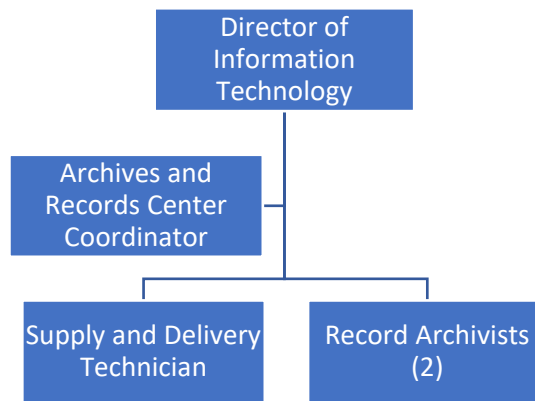 Director of
Information
Technology
Archives and
Records Center
Coordinator
Supply and Delivery
Technician
Record Archivists
(2)